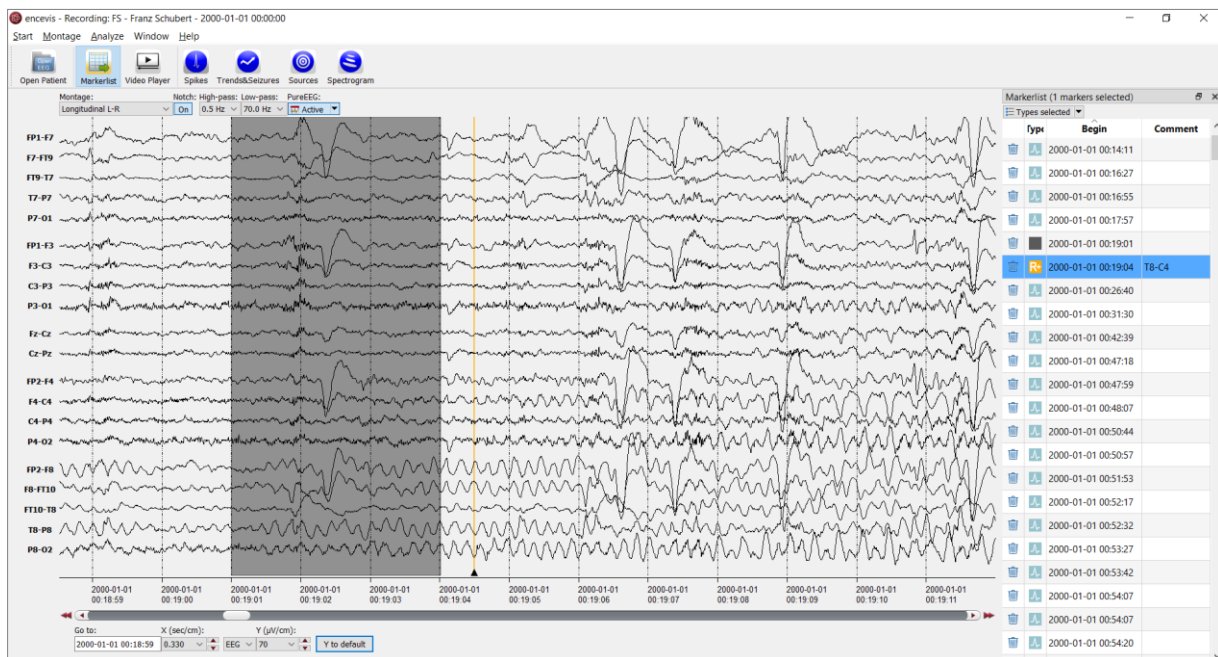 encevis - Recording: FS - Franz Schubert - 2000-01-01 00:00:00
Start Montage Analyze Window Help
Open Patient Markerlist Video Player Spikes Trends&Seizures Sources Spectrogram
Montage: Notch: High-pass: Low-pass: PureEEG:
Longitudinal L-R On 0.5 Hz 70.0 Hz Active
FP1-F7
F7-FT9
FT9-T7
T7-P7
P7-O1
FP1-F3
F3-C3
C3-P3
P3-O1
Fz-Cz
Cz-Pz
FP2-F4
F4-C4
C4-P4
P4-O2
FP2-F8
F8-FT10
FT10-T8
T8-P8
P8-O2
2000-01-01 2000-01-01 2000-01-01 2000-01-01 2000-01-01 2000-01-01 2000-01-01 2000-01-01 2000-01-01 2000-01-01 2000-01-01 2000-01-01 2000-01-01
00:18:59 00:19:00 00:19:01 00:19:02 00:19:03 00:19:04 00:19:05 00:19:06 00:19:07 00:19:08 00:19:09 00:19:10 00:19:11
Go to: X (sec/cm): Y (µV/cm):
2000-01-01 00:18:59 0.330 EEG 70 Y to default
Markerlist (1 markers selected)
Types selected
Type Begin Comment
2000-01-01 00:14:11
2000-01-01 00:16:27
2000-01-01 00:16:55
2000-01-01 00:17:57
2000-01-01 00:19:01
R+ 2000-01-01 00:19:04 T8-C4
2000-01-01 00:26:40
2000-01-01 00:31:30
2000-01-01 00:42:39
2000-01-01 00:47:18
2000-01-01 00:47:59
2000-01-01 00:48:07
2000-01-01 00:50:44
2000-01-01 00:50:57
2000-01-01 00:51:53
2000-01-01 00:52:17
2000-01-01 00:52:32
2000-01-01 00:53:27
2000-01-01 00:53:42
2000-01-01 00:54:07
2000-01-01 00:54:07
2000-01-01 00:54:20